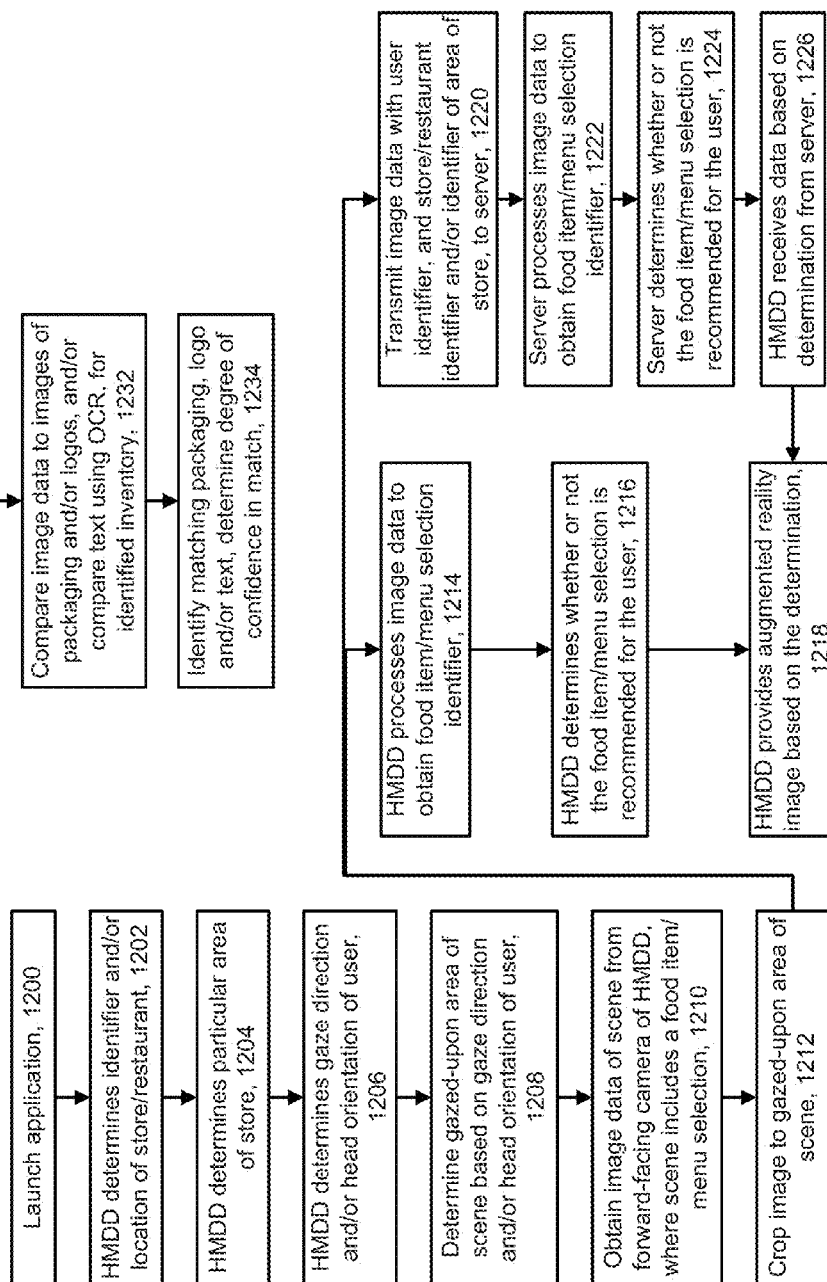 Launch application, 1200
HMDD determines identifier and/or
location of store/restaurant, 1202
HMDD determines particular area
of store, 1204
HMDD determines gaze direction
and/or head orientation of user,
1206
Determine gazed-upon area of
scene based on gaze direction
and/or head orientation of user,
1208
Obtain image data of scene from
forward-facing camera of HMDD,
where scene includes a food item/
menu selection, 1210
Crop image to gazed-upon area of
scene, 1212
Compare image data to images of
packaging and/or logos, and/or
compare text using OCR, for
identified inventory, 1232
Identify matching packaging, logo
and/or text, determine degree of
confidence in match, 1234
HMDD processes image data to
obtain food item/menu selection
identifier, 1214
HMDD determines whether or not
the food item/menu selection is
recommended for the user, 1216
HMDD provides augmented reality
image based on the determination,
1218
Transmit image data with user
identifier, and store/restaurant
identifier and/or identifier of area of
store, to server, 1220
Server processes image data to
obtain food item/menu selection
identifier, 1222
Server determines whether or not
the food item/menu selection is
recommended for the user, 1224
HMDD receives data based on
determination from server, 1226